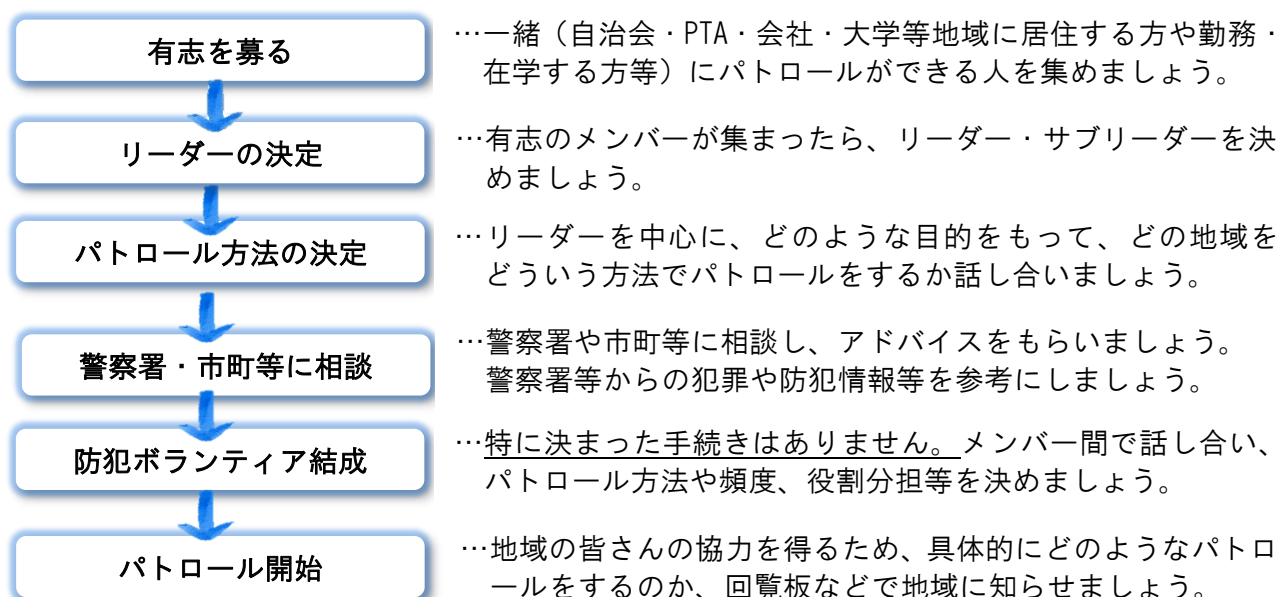 有志を募る
…一緒（自治会・PTA・会社・大学等地域に居住する方や勤務・
在学する方等）にパトロールができる人を集めましょう。
リーダーの決定
…有志のメンバーが集まったら、リーダー・サブリーダーを決
めましょう。
パトロール方法の決定
…リーダーを中心に、どのような目的をもって、どの地域を
どういう方法でパトロールをするか話し合いましょう。
警察署・市町等に相談
…警察署や市町等に相談し、アドバイスをもらいましょう。
警察署等からの犯罪や防犯情報等を参考にしましょう。
防犯ボランティア結成
…特に決まった手続きはありません。メンバー間で話し合い、
パトロール方法や頻度、役割分担等を決めましょう。
パトロール開始
…地域の皆さんの協力を得るため、具体的にどのようなパトロ
ールをするのか、回覧板などで地域に知らせましょう。